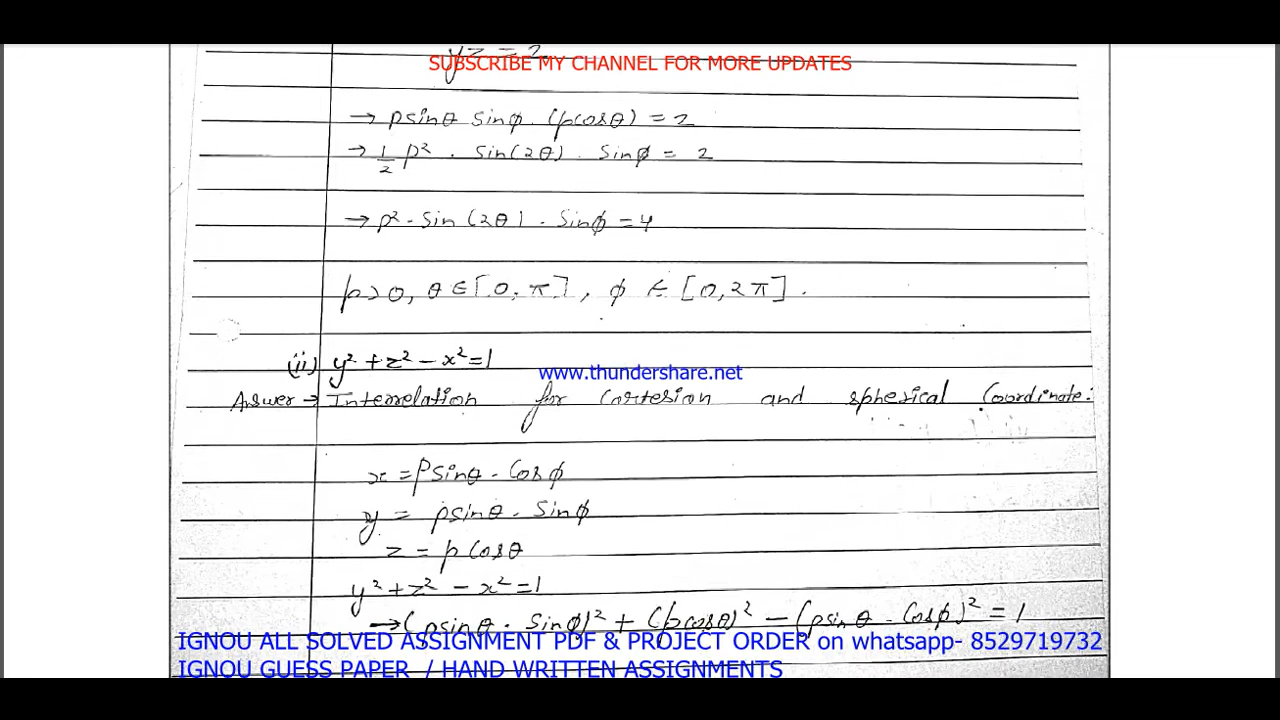 yz = 2
SUBSCRIBE MY CHANNEL FOR MORE UPDATES
→ ρsinθ sinφ. (ρcosθ) = 2
→ 1/2 ρ² . sin(2θ) . sinφ = 2
→ ρ² . sin(2θ) . sinφ = 4
ρ>0, θ∈[0, π], φ ∈ [0,2π].
(ii) y² + z² - x² = 1
www.thundershare.net
Answer → Interrelation for Cartesian and spherical Coordinate:
x = ρsinθ . Cosφ
y = ρsinθ . Sinφ
z = ρCosθ
y² + z² - x² = 1
→ (ρsinθ . sinφ)² + (ρcosθ)² - (ρsinθ . Cosφ)² = 1
IGNOU ALL SOLVED ASSIGNMENT PDF & PROJECT ORDER on whatsapp- 8529719732
IGNOU GUESS PAPER / HAND WRITTEN ASSIGNMENTS